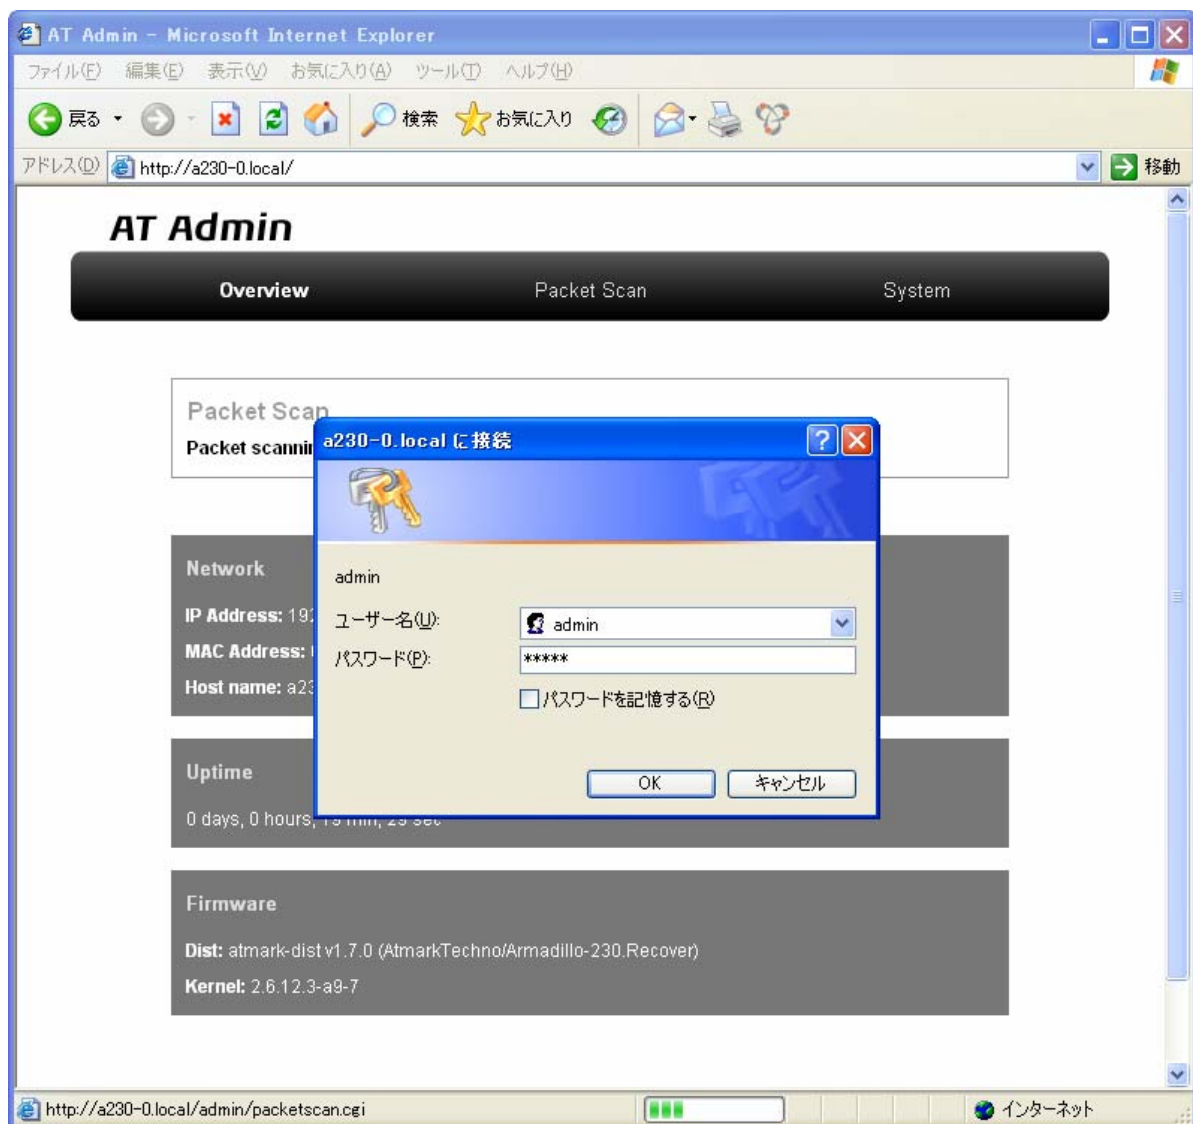 AT Admin - Microsoft Internet Explorer
ファイル(F) 編集(E) 表示(V) お気に入り(A) ツール(T) ヘルプ(H)
戻る 検索 お気に入り
アドレス(D) http://a230-0.local/ 移動
AT Admin
Overview Packet Scan System
Packet Scan
Packet scannin
a230-0.local に接続
admin
ユーザー名(U): admin
パスワード(P): *****
パスワードを記憶する(R)
OK キャンセル
Network
IP Address: 192
MAC Address:
Host name: a23
Uptime
0 days, 0 hours, 19 min, 29 sec
Firmware
Dist: atmark-dist v1.7.0 (AtmarkTechno/Armadillo-230.Recover)
Kernel: 2.6.12.3-a9-7
http://a230-0.local/admin/packetscan.cgi インターネット